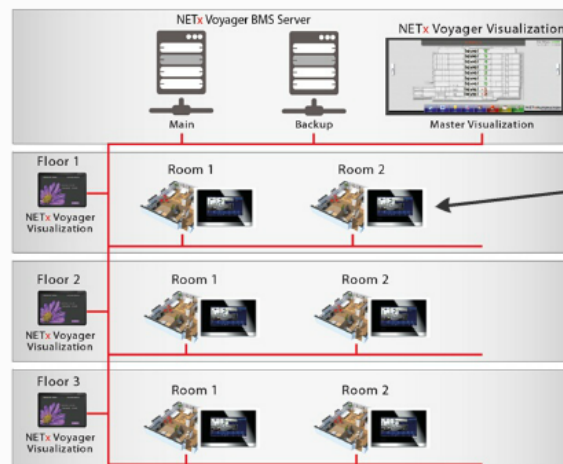 NETx Voyager BMS Server
NETx Voyager Visualization
Main
Backup
Master Visualization
Floor 1
Room 1
Room 2
NETx Voyager
Visualization
Floor 2
Room 1
Room 2
NETx Voyager
Visualization
Floor 3
Room 1
Room 2
NETx Voyager
Visualization